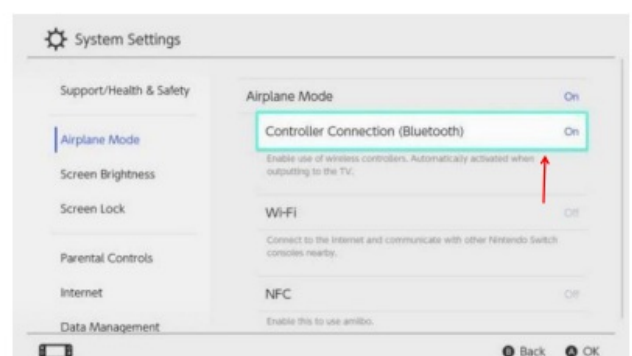 System Settings
Support/Health & Safety
Airplane Mode
Screen Brightness
Screen Lock
Parental Controls
Internet
Data Management
Airplane Mode On
Controller Connection (Bluetooth) On
Enable use of wireless controllers. Automatically activated when
outputting to the TV.
Wi-Fi Off
Connect to the Internet and communicate with other Nintendo Switch
consoles nearby.
NFC Off
Enable this to use amiibo.
B Back A OK